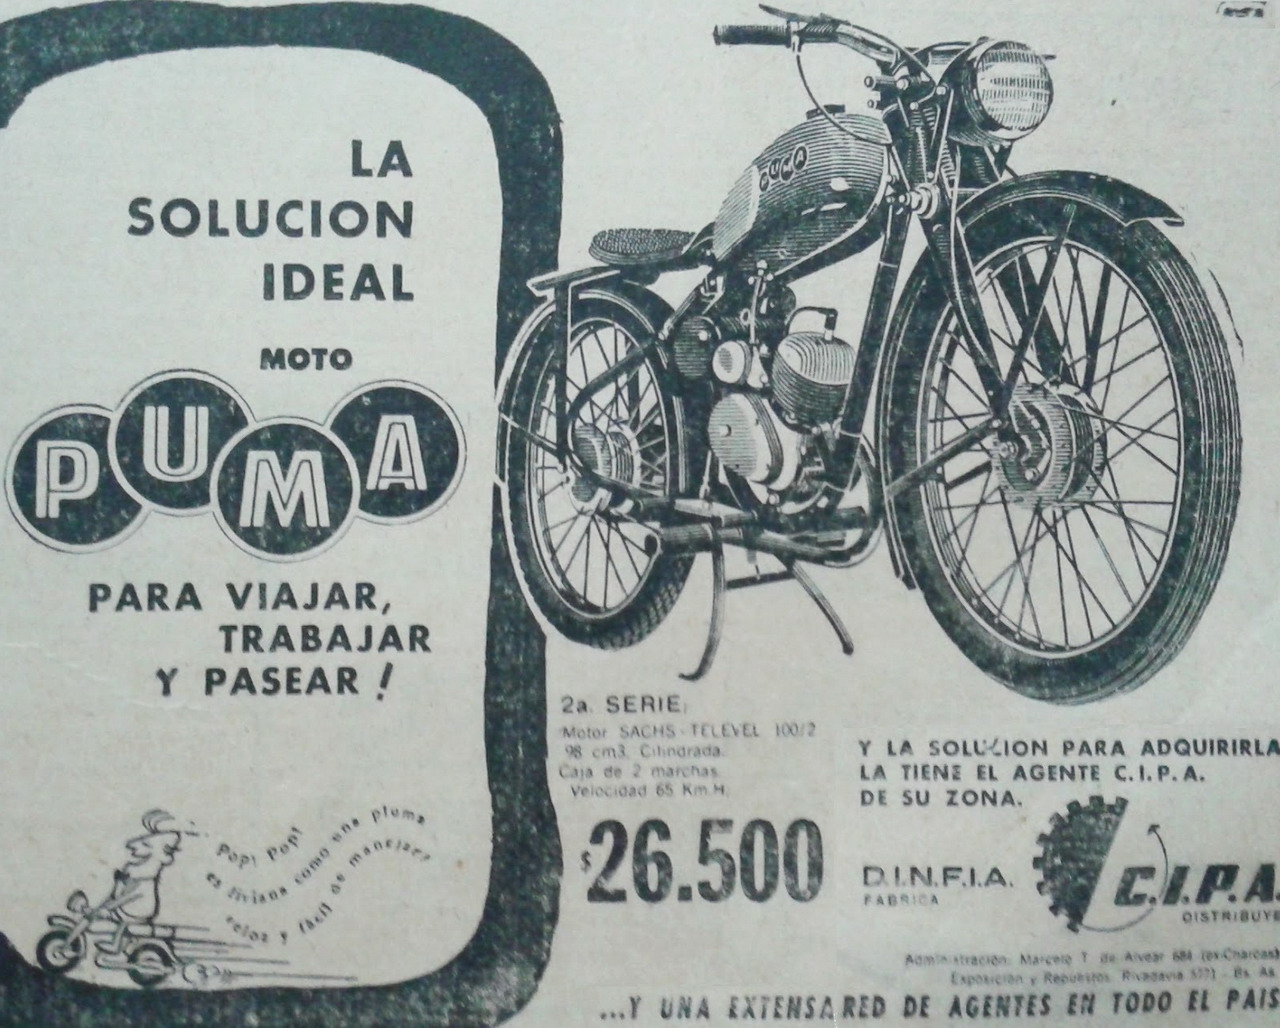 LA
SOLUCION
IDEAL
MOTO
PUMA
PARA VIAJAR,
TRABAJAR
Y PASEAR!
POP! POP!
es liviana como una pluma
veloz y fácil de manejar?
PUMA
2a. SERIE,
Motor SACHS - TELEVEL 100/2
98 cm3. Cilindrada.
Caja de 2 marchas.
Velocidad 65 Km.H.
$26.500
Y LA SOLUCION PARA ADQUIRIRLA
LA TIENE EL AGENTE C.I.P.A.
DE SU ZONA.
D.I.N.F.I.A.
FABRICA
C.I.P.A.
DISTRIBUYE
Administración: Marcelo T. de Alvear 684 (ex-Charcas)
Exposición y Repuestos: Rivadavia 5771 - Bs. As.
...Y UNA EXTENSA RED DE AGENTES EN TODO EL PAIS